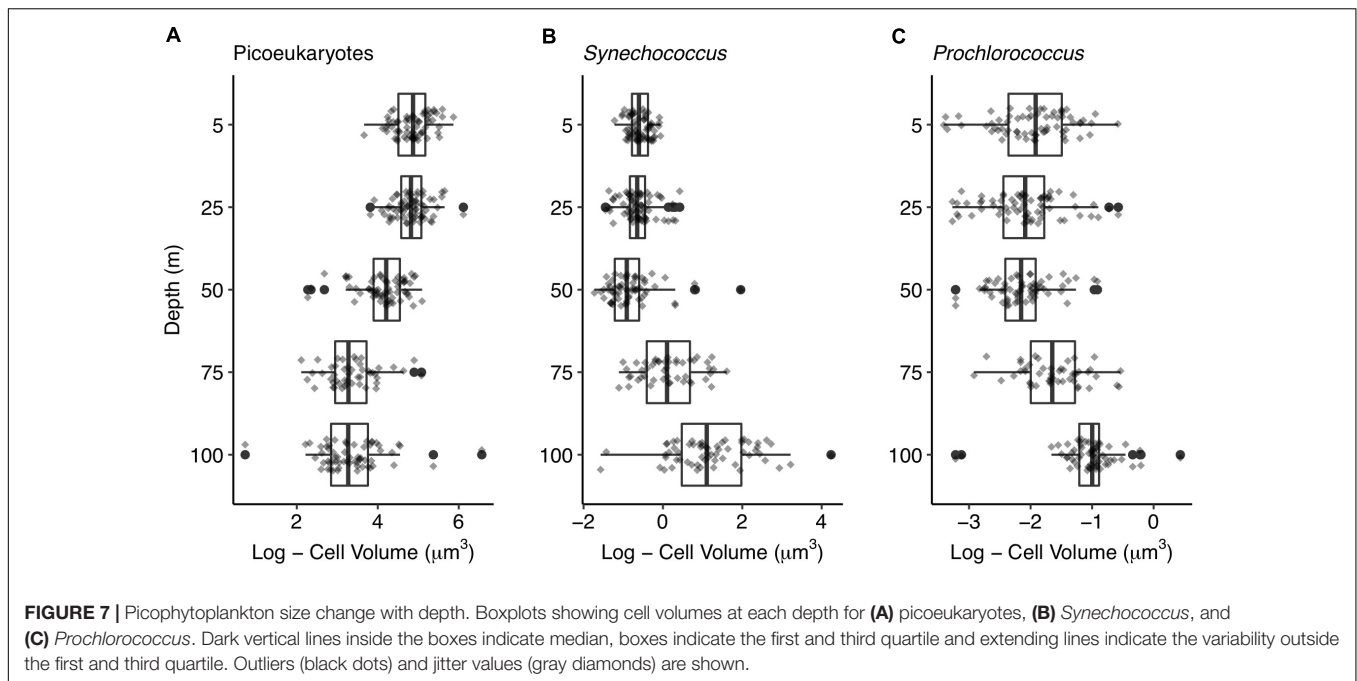 A
Picoeukaryotes
B
Synechococcus
C
Prochlorococcus
Depth (m)
5
25
50
75
100
2 4 6
Log − Cell Volume (μm³)
5
25
50
75
100
−2 0 2 4
Log − Cell Volume (μm³)
5
25
50
75
100
−3 −2 −1 0
Log − Cell Volume (μm³)
FIGURE 7 | Picophytoplankton size change with depth. Boxplots showing cell volumes at each depth for (A) picoeukaryotes, (B) Synechococcus, and
(C) Prochlorococcus. Dark vertical lines inside the boxes indicate median, boxes indicate the first and third quartile and extending lines indicate the variability outside
the first and third quartile. Outliers (black dots) and jitter values (gray diamonds) are shown.